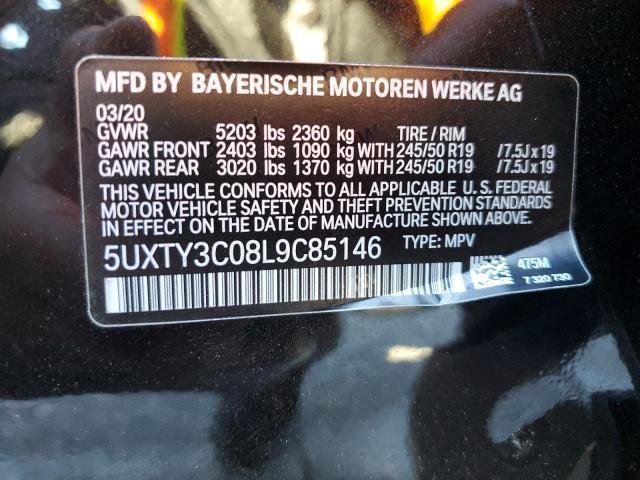 MFD BY BAYERISCHE MOTOREN WERKE AG
03/20
GVWR 5203 lbs 2360 kg TIRE / RIM
GAWR FRONT 2403 lbs 1090 kg WITH 245/50 R19 /7.5J x 19
GAWR REAR 3020 lbs 1370 kg WITH 245/50 R19 /7.5J x 19
THIS VEHICLE CONFORMS TO ALL APPLICABLE U. S. FEDERAL
MOTOR VEHICLE SAFETY AND THEFT PREVENTION STANDARDS
IN EFFECT ON THE DATE OF MANUFACTURE SHOWN ABOVE.
5UXTY3C08L9C85146 TYPE: MPV
475M
7 320 730